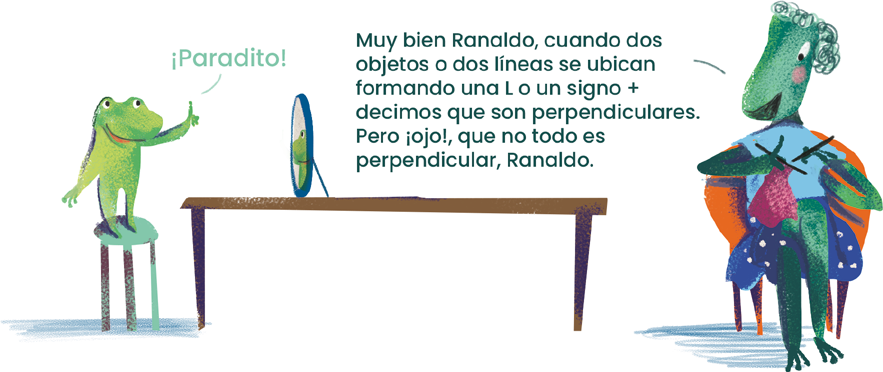 ¡Paradito!
Muy bien Ranaldo, cuando dos
objetos o dos líneas se ubican
formando una L o un signo +
decimos que son perpendiculares.
Pero ¡ojo!, que no todo es
perpendicular, Ranaldo.